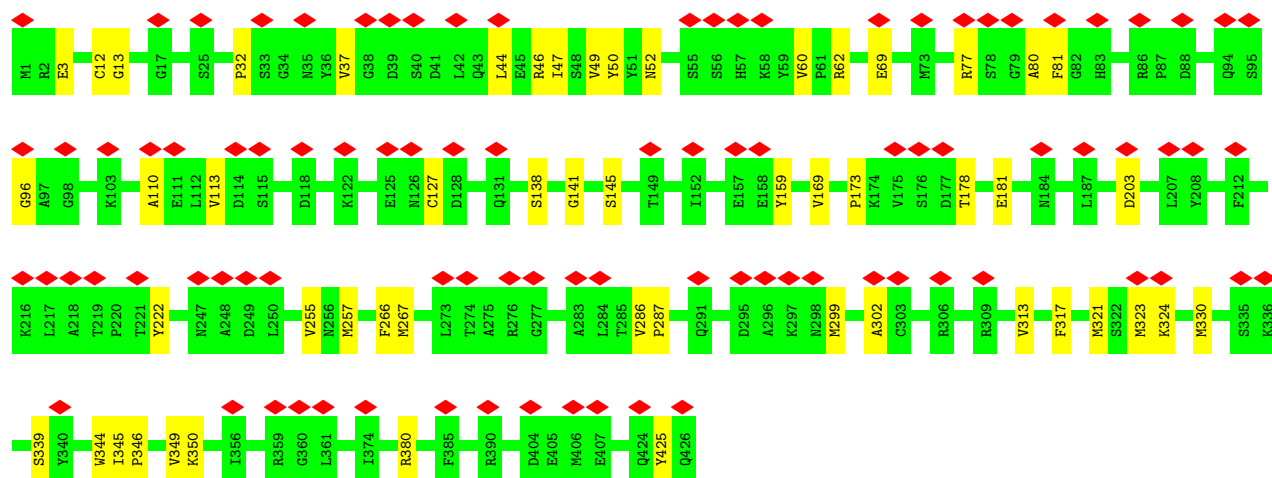 M1 R2 E3 C12 G13 G17 S25 P32 S33 G34 N35 Y36 V37 G38 D39 S40 D41 L42 Q43 L44 E45 R46 I47 S48 V49 Y50 Y51 N52 S55 S56 H57 K58 Y59 V60 P61 R62 E69 M73 R77 S78 G79 A80 F81 G82 H83 R86 P87 D88 Q94 S95
G96 A97 G98 K103 A110 E111 L112 V113 D114 S115 D118 K122 E125 N126 C127 D128 Q131 S138 G141 S145 T149 I152 E157 E158 Y159 V169 P173 K174 V175 S176 D177 T178 E181 N184 L187 D203 L207 Y208 F212
K216 L217 A218 T219 P220 T221 Y222 N247 A248 D249 L250 V255 N256 M257 F266 M267 L273 T274 A275 R276 G277 A283 L284 T285 V286 P287 Q291 D295 A296 K297 N298 M299 A302 C303 R306 R309 V313 F317 M321 S322 M323 K324 M330 S335 K336
S339 Y340 W344 I345 P346 V349 K350 I356 R359 G360 L361 I374 R380 F385 R390 D404 E405 M406 E407 Q424 Y425 Q426